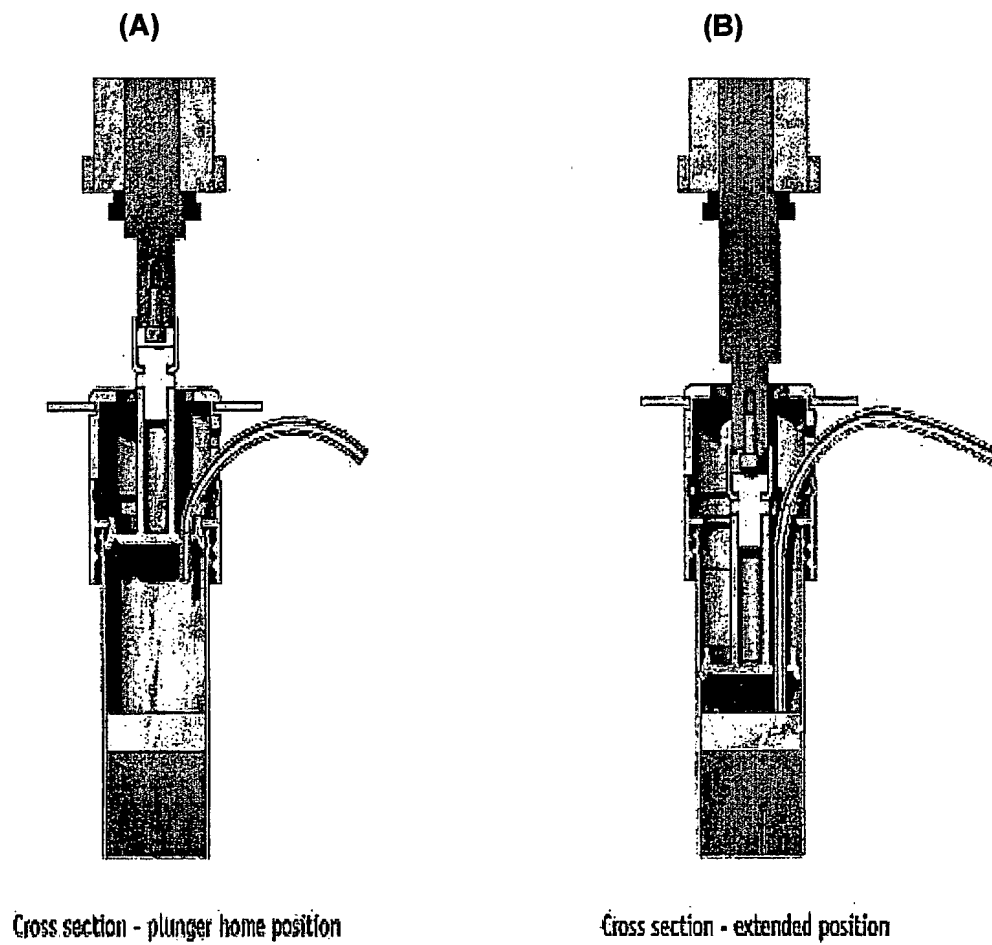 (A)
(B)
Cross section - plunger home position
Cross section - extended position